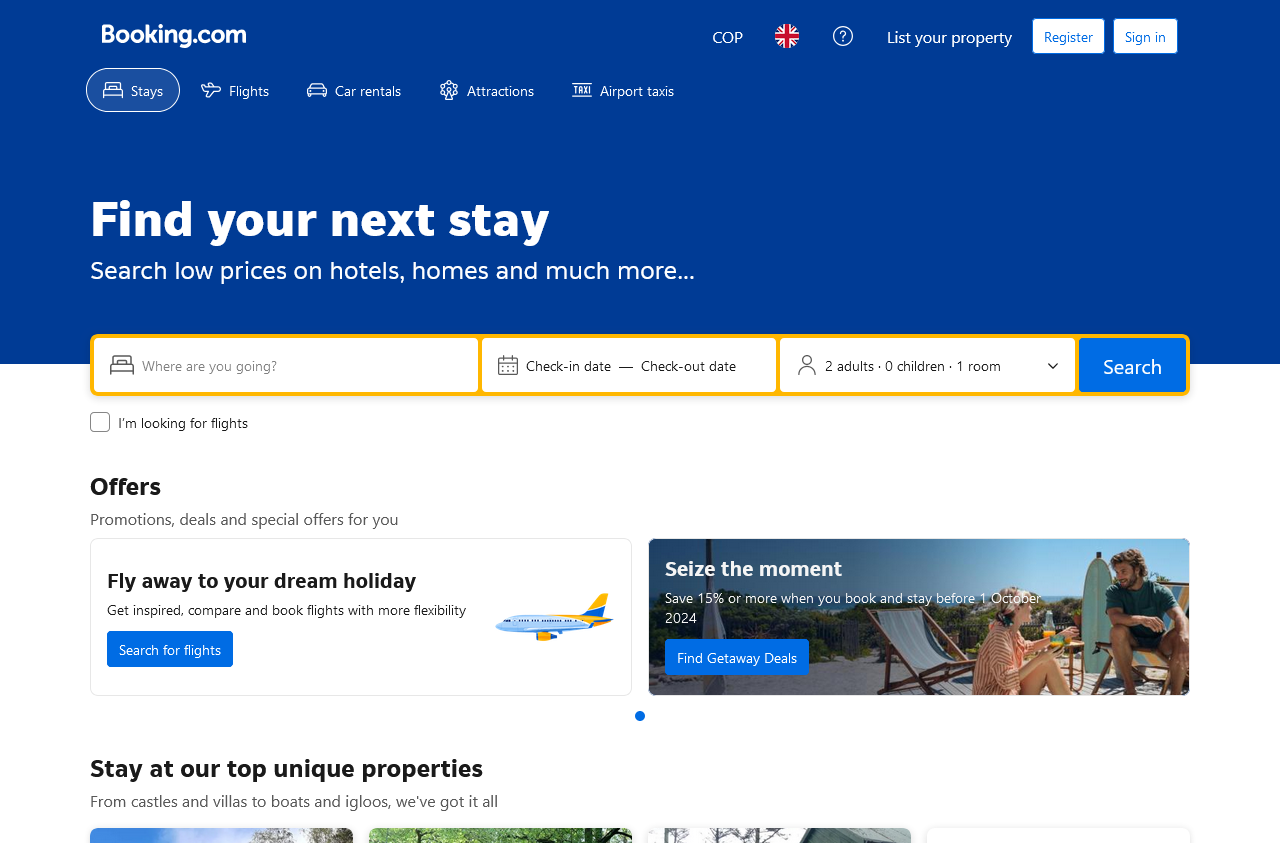 Booking.com
COP
List your property
Register
Sign in
Stays
Flights
Car rentals
Attractions
TAXI
Airport taxis
Find your next stay
Search low prices on hotels, homes and much more...
Where are you going?
Check-in date — Check-out date
2 adults · 0 children · 1 room
Search
I'm looking for flights
Offers
Promotions, deals and special offers for you
Fly away to your dream holiday
Get inspired, compare and book flights with more flexibility
Search for flights
Seize the moment
Save 15% or more when you book and stay before 1 October
2024
Find Getaway Deals
Stay at our top unique properties
From castles and villas to boats and igloos, we've got it all